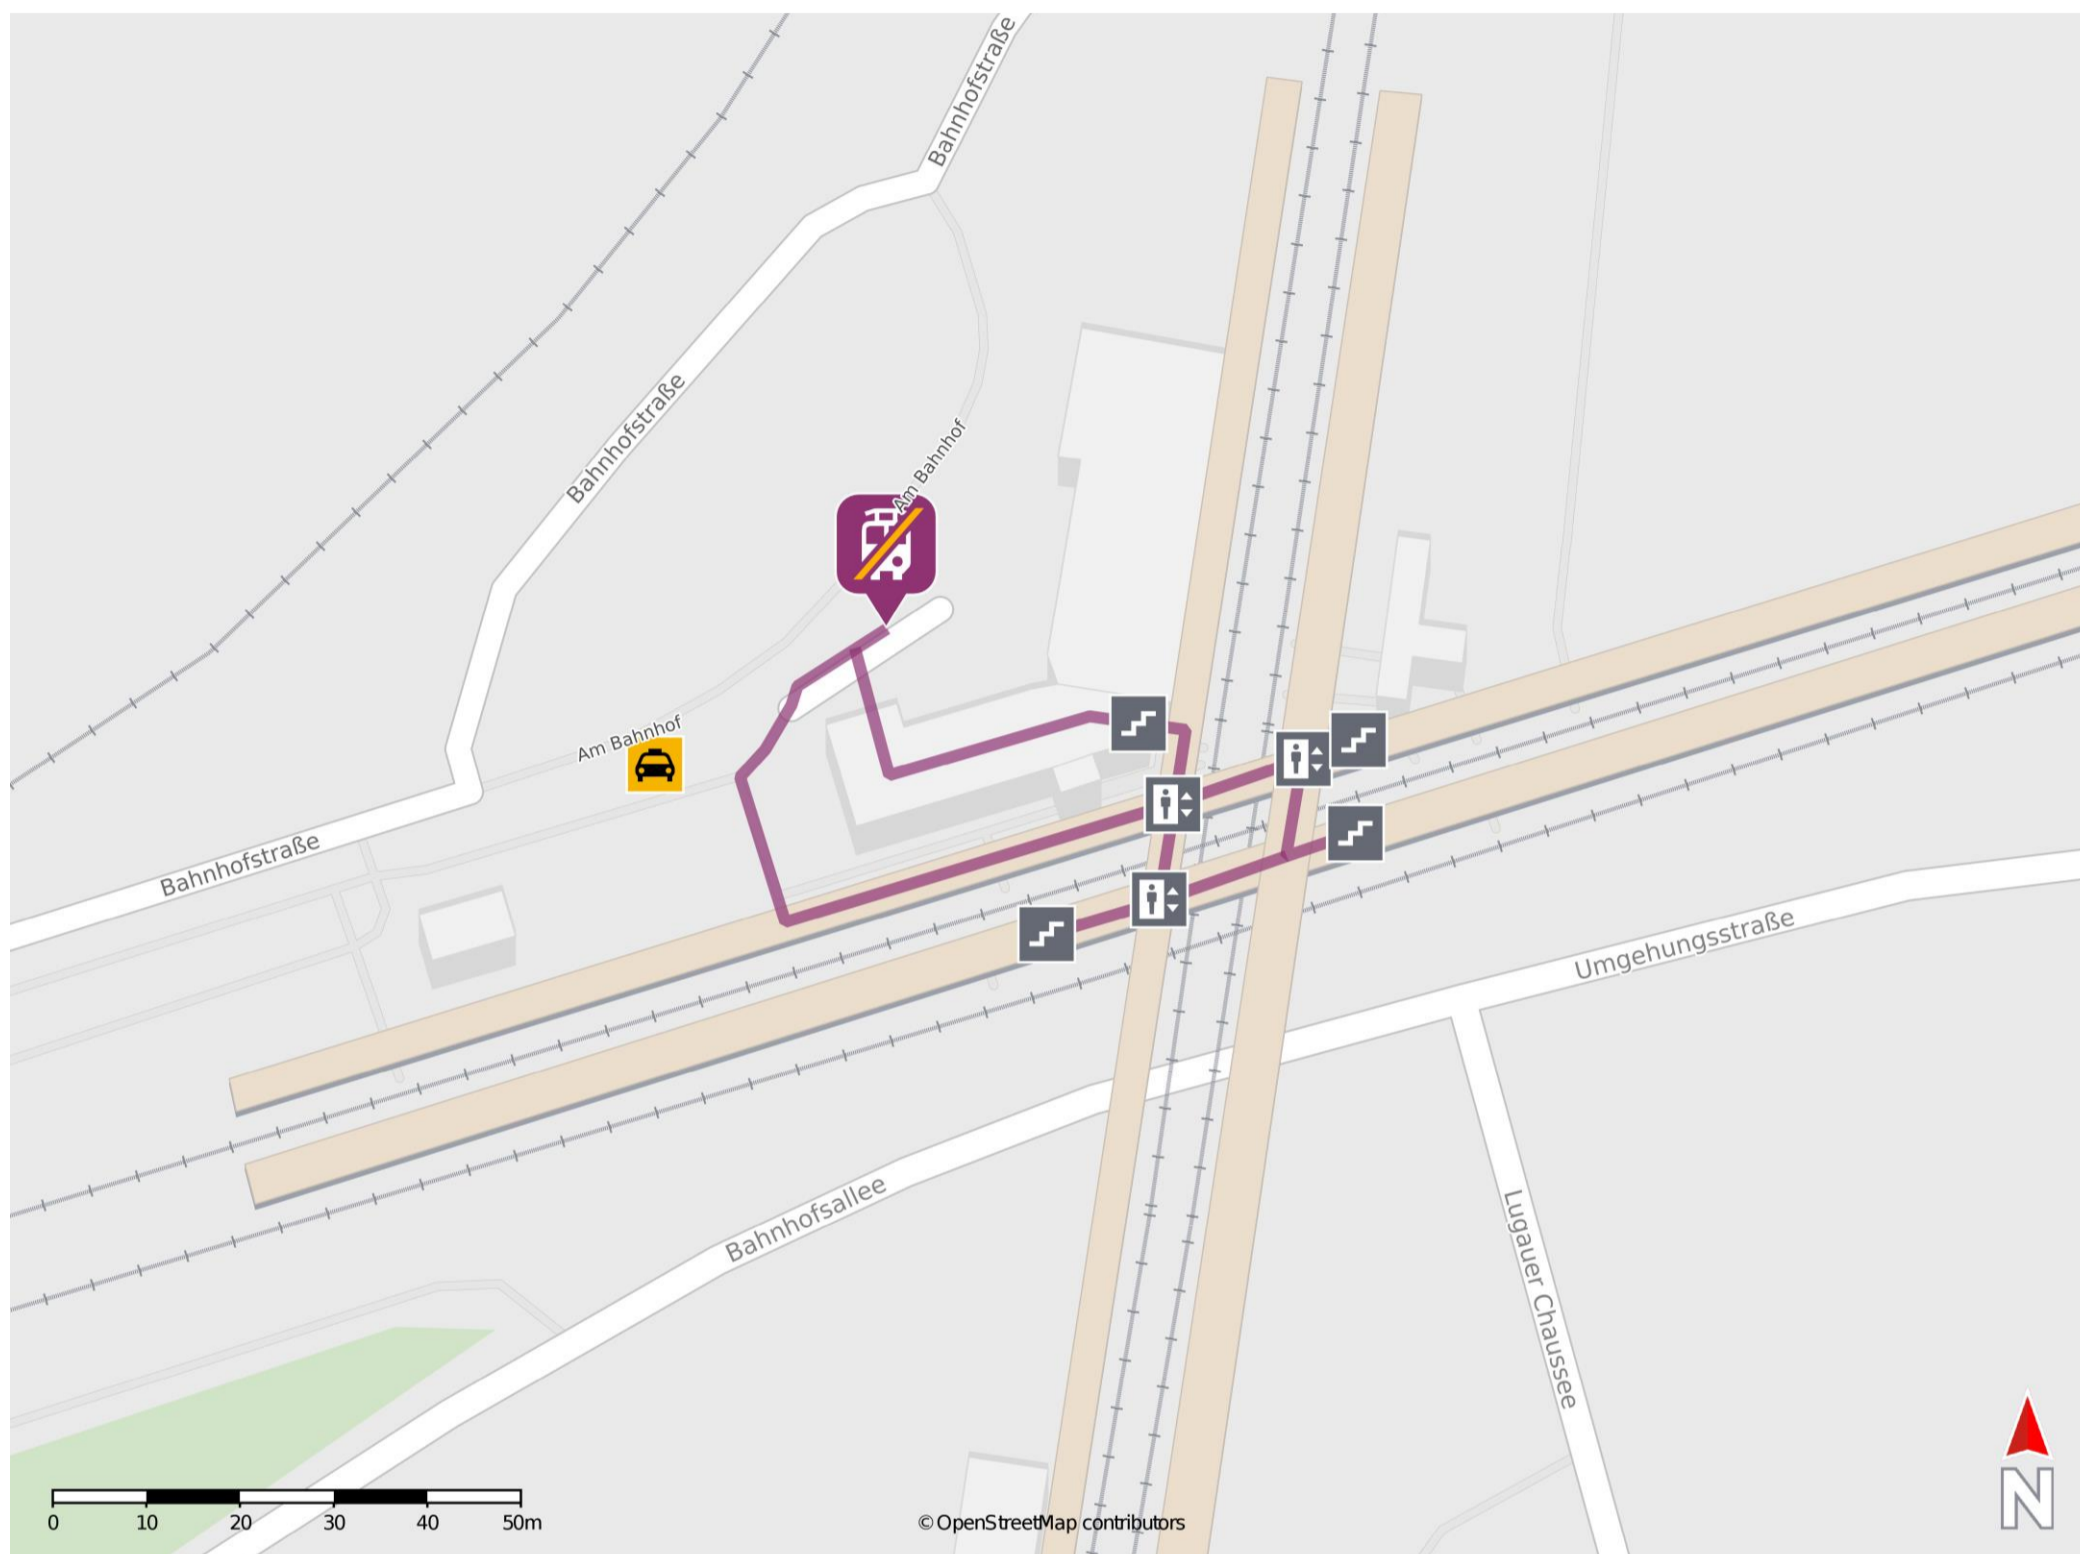 Bahnhofstraße
Bahnhofstraße
Am Bahnhof
Am Bahnhof
Bahnhofstraße
Umgehungsstraße
Bahnhofsallee
Lugauer Chaussee
0 10 20 30 40 50m
© OpenStreetMap contributors
N